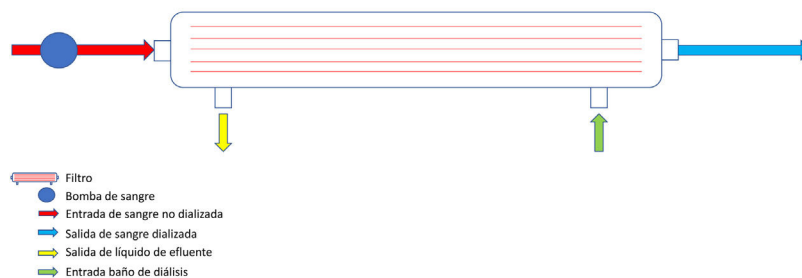 Filtro
Bomba de sangre
Entrada de sangre no dializada
Salida de sangre dializada
Salida de líquido de efluente
Entrada baño de diálisis